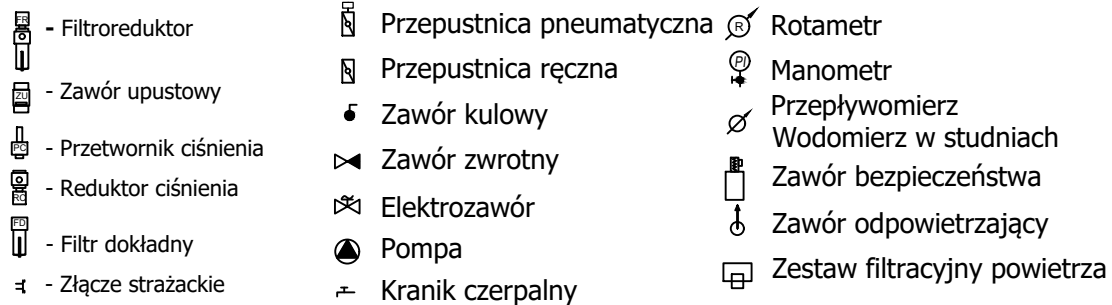 FR - Filtroreduktor
ZU - Zawór upustowy
PC - Przetwornik ciśnienia
RC - Reduktor ciśnienia
FD - Filtr dokładny
- Złącze strażackie
Przepustnica pneumatyczna
Przepustnica ręczna
Zawór kulowy
Zawór zwrotny
Elektrozawór
Pompa
Kranik czerpalny
R Rotametr
PI Manometr
Przepływomierz
Wodomierz w studniach
Zawór bezpieczeństwa
Zawór odpowietrzający
Zestaw filtracyjny powietrza